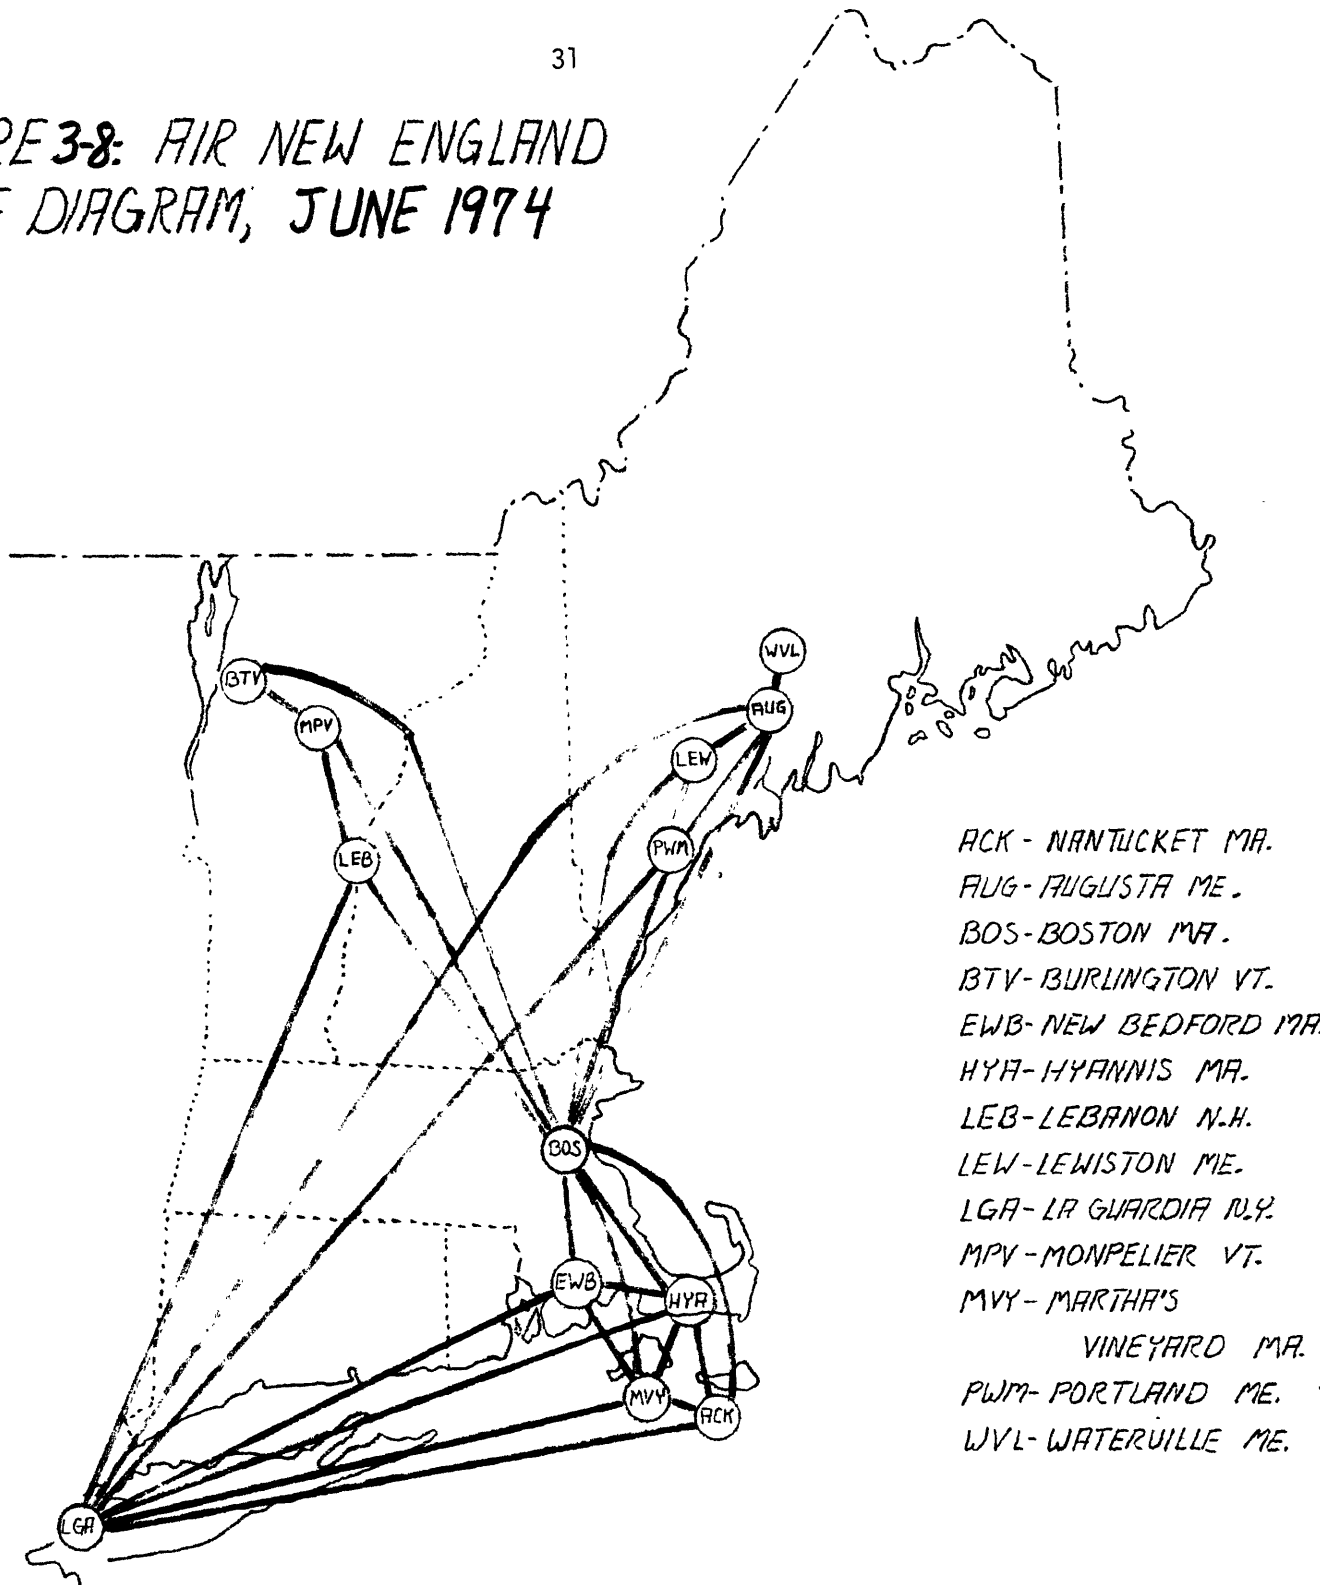 31
RE 3-8: AIR NEW ENGLAND
DIAGRAM, JUNE 1974
WVL
BTV
AUG
MPV
LEW
PWM
LEB
BOS
EWB
HYA
MVY
ACK
LGA
ACK - NANTUCKET MA.
AUG - AUGUSTA ME.
BOS - BOSTON MA.
BTV - BURLINGTON VT.
EWB - NEW BEDFORD MA.
HYA - HYANNIS MA.
LEB - LEBANON N.H.
LEW - LEWISTON ME.
LGA - LA GUARDIA N.Y.
MPV - MONPELIER VT.
MVY - MARTHA'S
VINEYARD MA.
PWM - PORTLAND ME.
WVL - WATERVILLE ME.